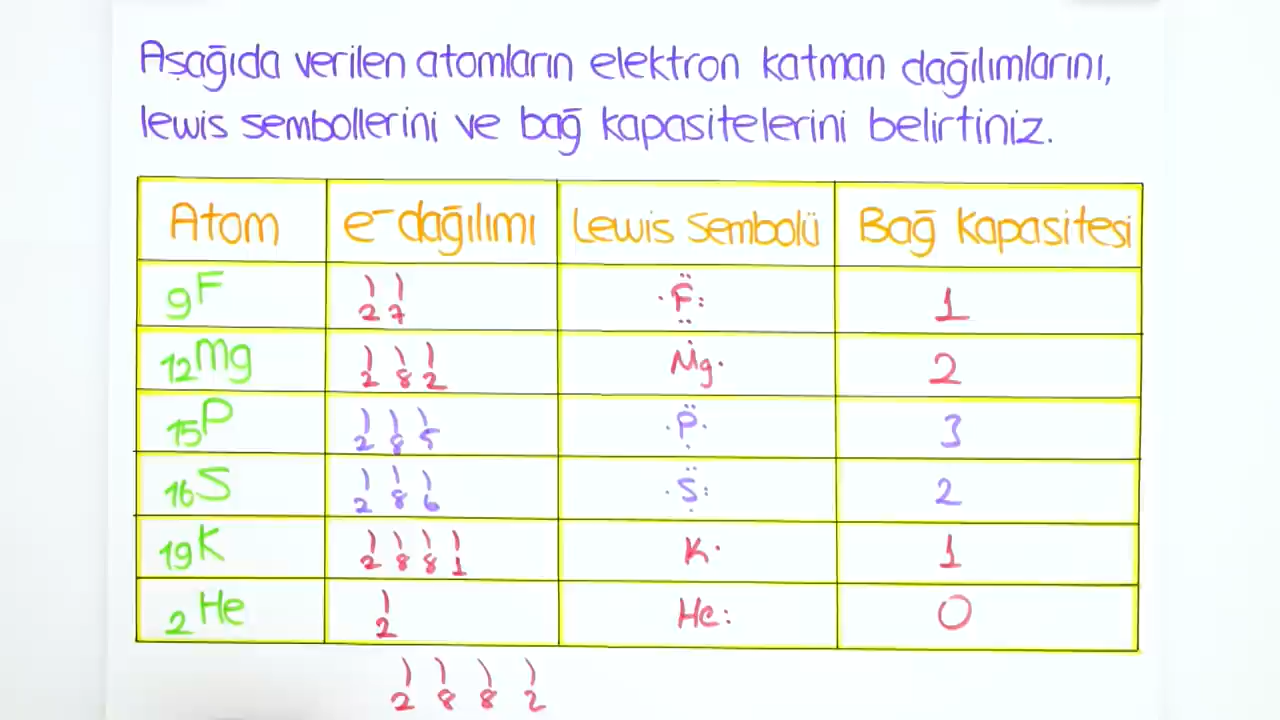 Aşağıda verilen atomların elektron katman dağılımlarını,
lewis sembollerini ve bağ kapasitelerini belirtiniz.
Atom e⁻ dağılımı Lewis Sembolü Bağ Kapasitesi
₉F 2 7 ·F̤̈: 1
₁₂Mg 2 8 2 Ṁg· 2
₁₅P 2 8 5 ·P̣̈· 3
₁₆S 2 8 6 ·Ṣ̈: 2
₁₉K 2 8 8 1 K· 1
₂He 2 He: 0
2 8 8 2